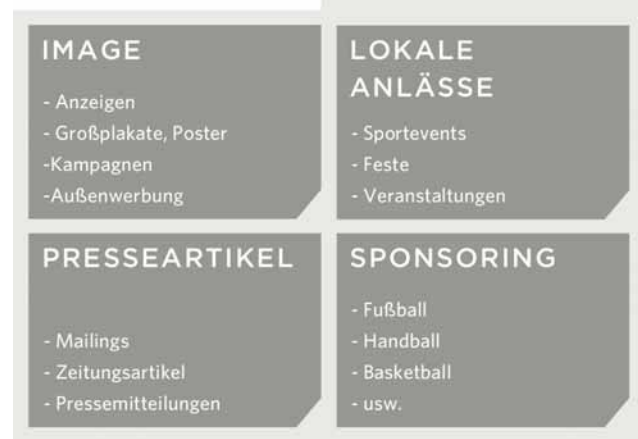 IMAGE
- Anzeigen
- Großplakate, Poster
-Kampagnen
-Außenwerbung
LOKALE
ANLÄSSE
- Sportevents
- Feste
- Veranstaltungen
PRESSEARTIKEL
- Mailings
- Zeitungsartikel
- Pressemitteilungen
SPONSORING
- Fußball
- Handball
- Basketball
- usw.